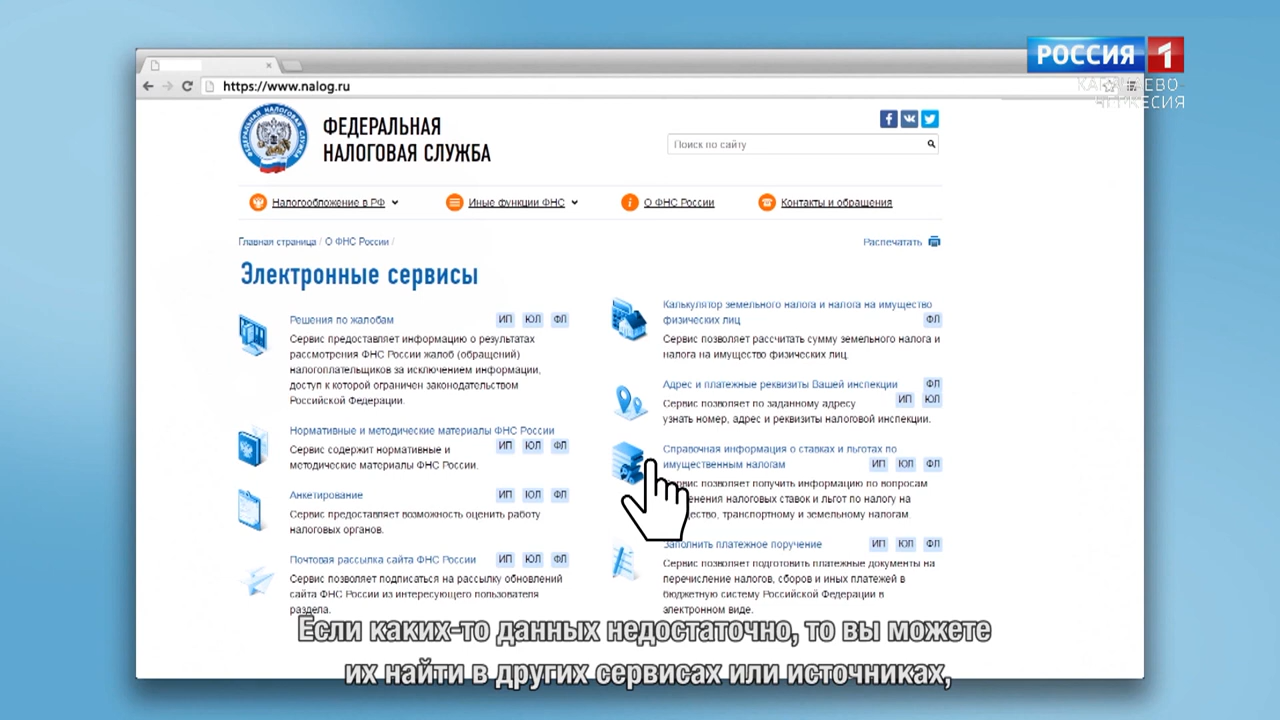 РОССИЯ 1
КАРАЧАЕВО-
ЧЕРКЕСИЯ
https://www.nalog.ru
ФЕДЕРАЛЬНАЯ НАЛОГОВАЯ СЛУЖБА
ФЕДЕРАЛЬНАЯ
НАЛОГОВАЯ СЛУЖБА
Поиск по сайту
Налогообложение в РФ
Иные функции ФНС
О ФНС России
Контакты и обращения
Главная страница / О ФНС России /
Распечатать
Электронные сервисы
Решения по жалобам ИП ЮЛ ФЛ
Сервис предоставляет информацию о результатах
рассмотрения ФНС России жалоб (обращений)
налогоплательщиков за исключением информации,
доступ к которой ограничен законодательством
Российской Федерации.
Нормативные и методические материалы ФНС России
ИП ЮЛ ФЛ
Сервис содержит нормативные и
методические материалы ФНС России.
Анкетирование ИП ЮЛ ФЛ
Сервис предоставляет возможность оценить работу
налоговых органов.
Почтовая рассылка сайта ФНС России ИП ЮЛ ФЛ
Сервис позволяет подписаться на рассылку обновлений
сайта ФНС России из интересующего пользователя
раздела.
Калькулятор земельного налога и налога на имущество
физических лиц ФЛ
Сервис позволяет рассчитать сумму земельного налога и
налога на имущество физических лиц.
Адрес и платежные реквизиты Вашей инспекции ФЛ
ИП ЮЛ
Сервис позволяет по заданному адресу
узнать номер, адрес и реквизиты налоговой инспекции.
Справочная информация о ставках и льготах по
имущественным налогам ИП ЮЛ ФЛ
позволяет получить информацию по вопросам
налоговых ставок и льгот по налогу на
транспортному и земельному налогам.
Заполнить платежное поручение ИП ЮЛ ФЛ
Сервис позволяет подготовить платежные документы на
перечисление налогов, сборов и иных платежей в
бюджетную систему Российской Федерации в
электронном виде.
Если каких-то данных недостаточно, то вы можете
их найти в других сервисах или источниках,